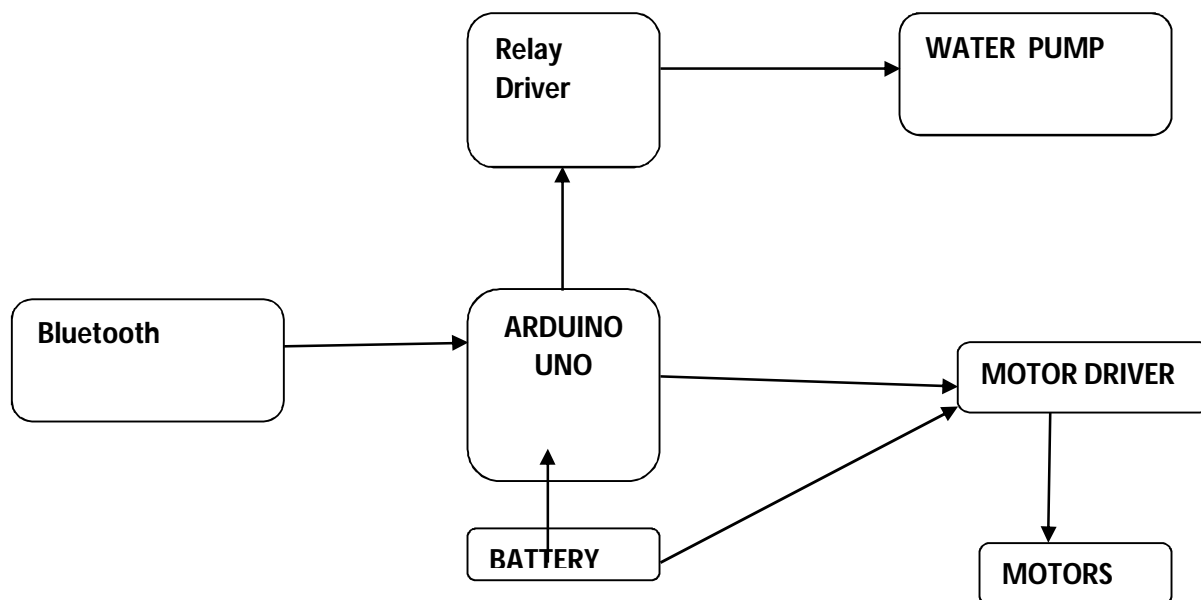 Relay
Driver
WATER PUMP
Bluetooth
ARDUINO
UNO
MOTOR DRIVER
BATTERY
MOTORS